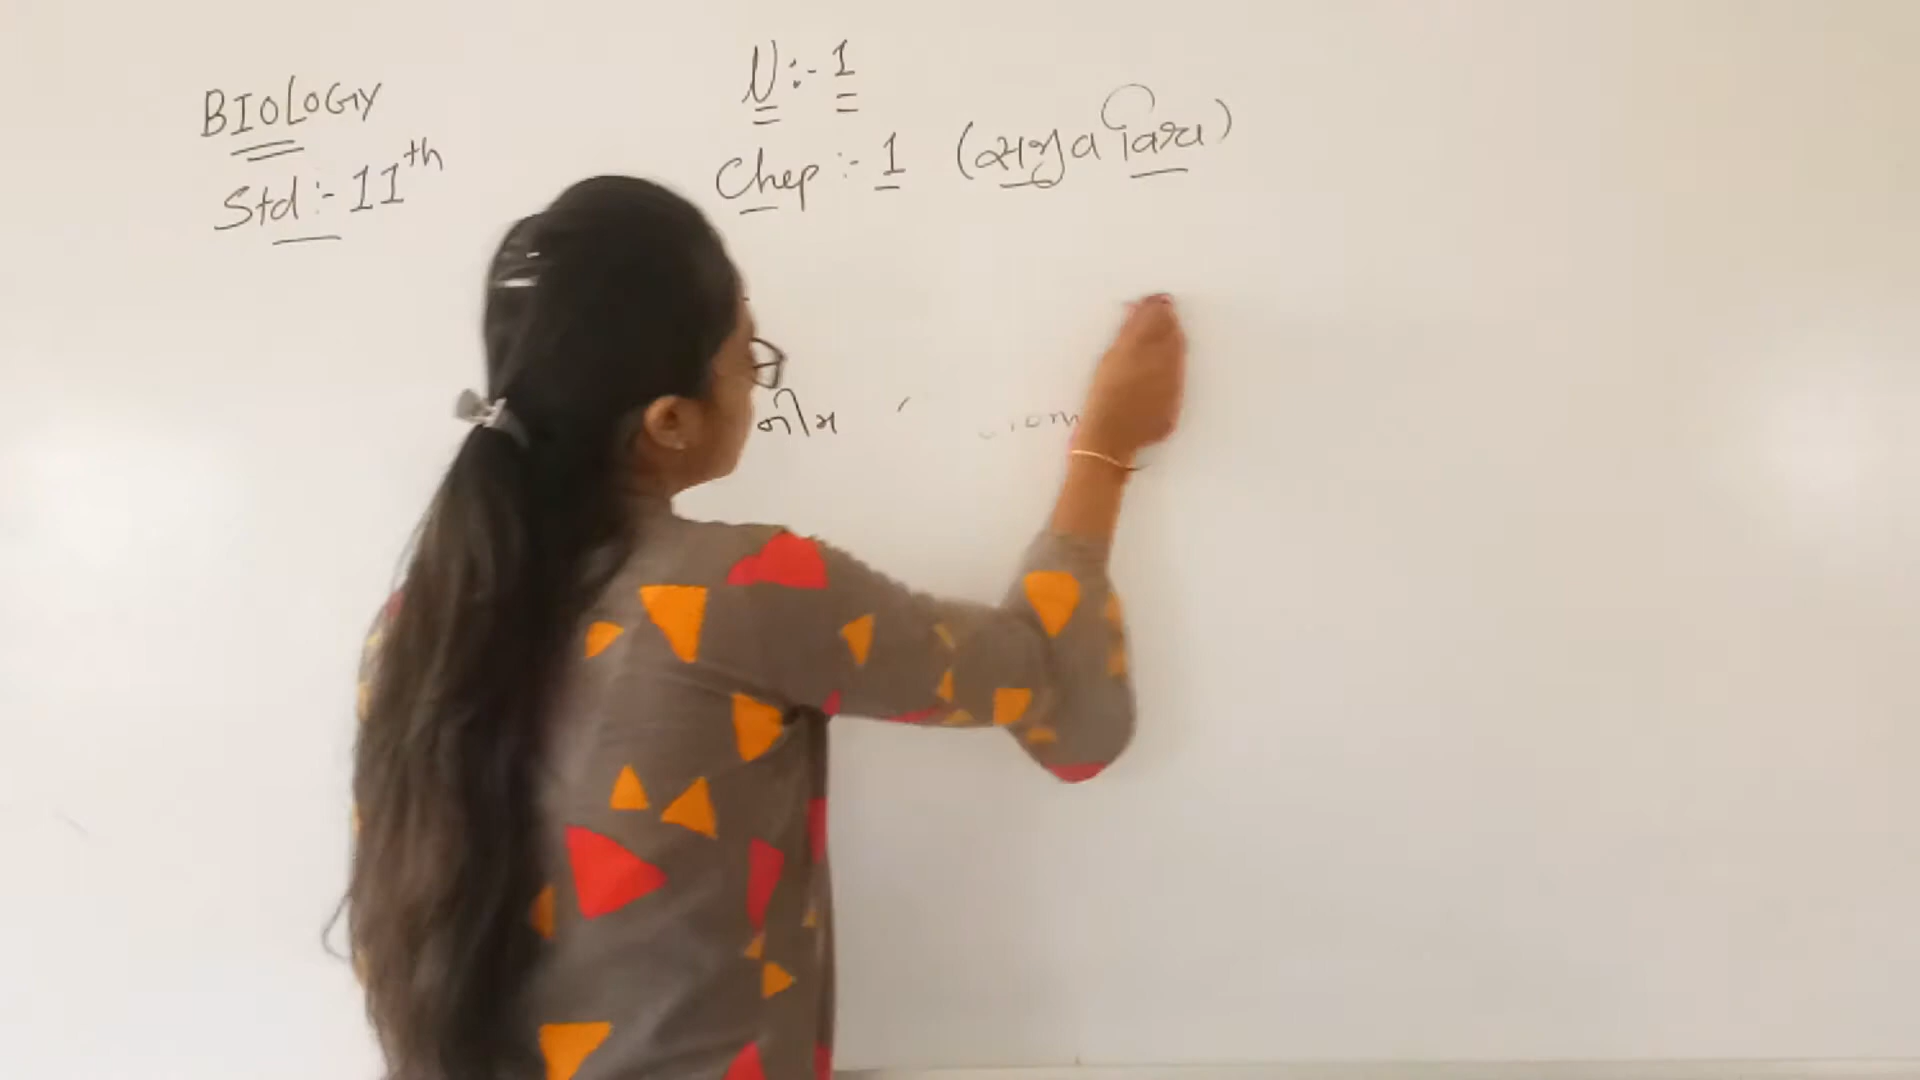 BIOLOGY
Std :- 11th
U :- 1
Chep :- 1 (સજીવ વિશ્વ)